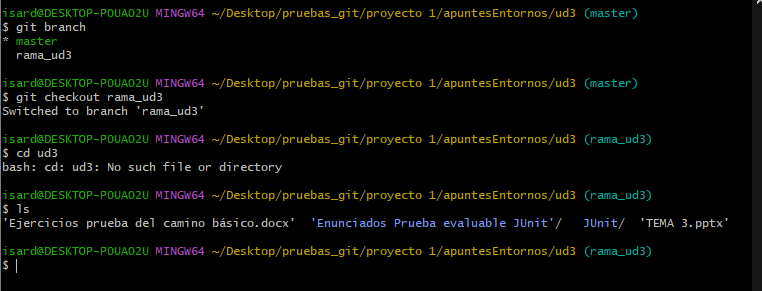 isard@DESKTOP-POUAO2U MINGW64 ~/Desktop/pruebas_git/proyecto 1/apuntesEntornos/ud3 (master)
$ git branch
* master
  rama_ud3
isard@DESKTOP-POUAO2U MINGW64 ~/Desktop/pruebas_git/proyecto 1/apuntesEntornos/ud3 (master)
$ git checkout rama_ud3
Switched to branch 'rama_ud3'
isard@DESKTOP-POUAO2U MINGW64 ~/Desktop/pruebas_git/proyecto 1/apuntesEntornos/ud3 (rama_ud3)
$ cd ud3
bash: cd: ud3: No such file or directory
isard@DESKTOP-POUAO2U MINGW64 ~/Desktop/pruebas_git/proyecto 1/apuntesEntornos/ud3 (rama_ud3)
$ ls
'Ejercicios prueba del camino básico.docx'  'Enunciados Prueba evaluable JUnit'/   JUnit/  'TEMA 3.pptx'
isard@DESKTOP-POUAO2U MINGW64 ~/Desktop/pruebas_git/proyecto 1/apuntesEntornos/ud3 (rama_ud3)
$